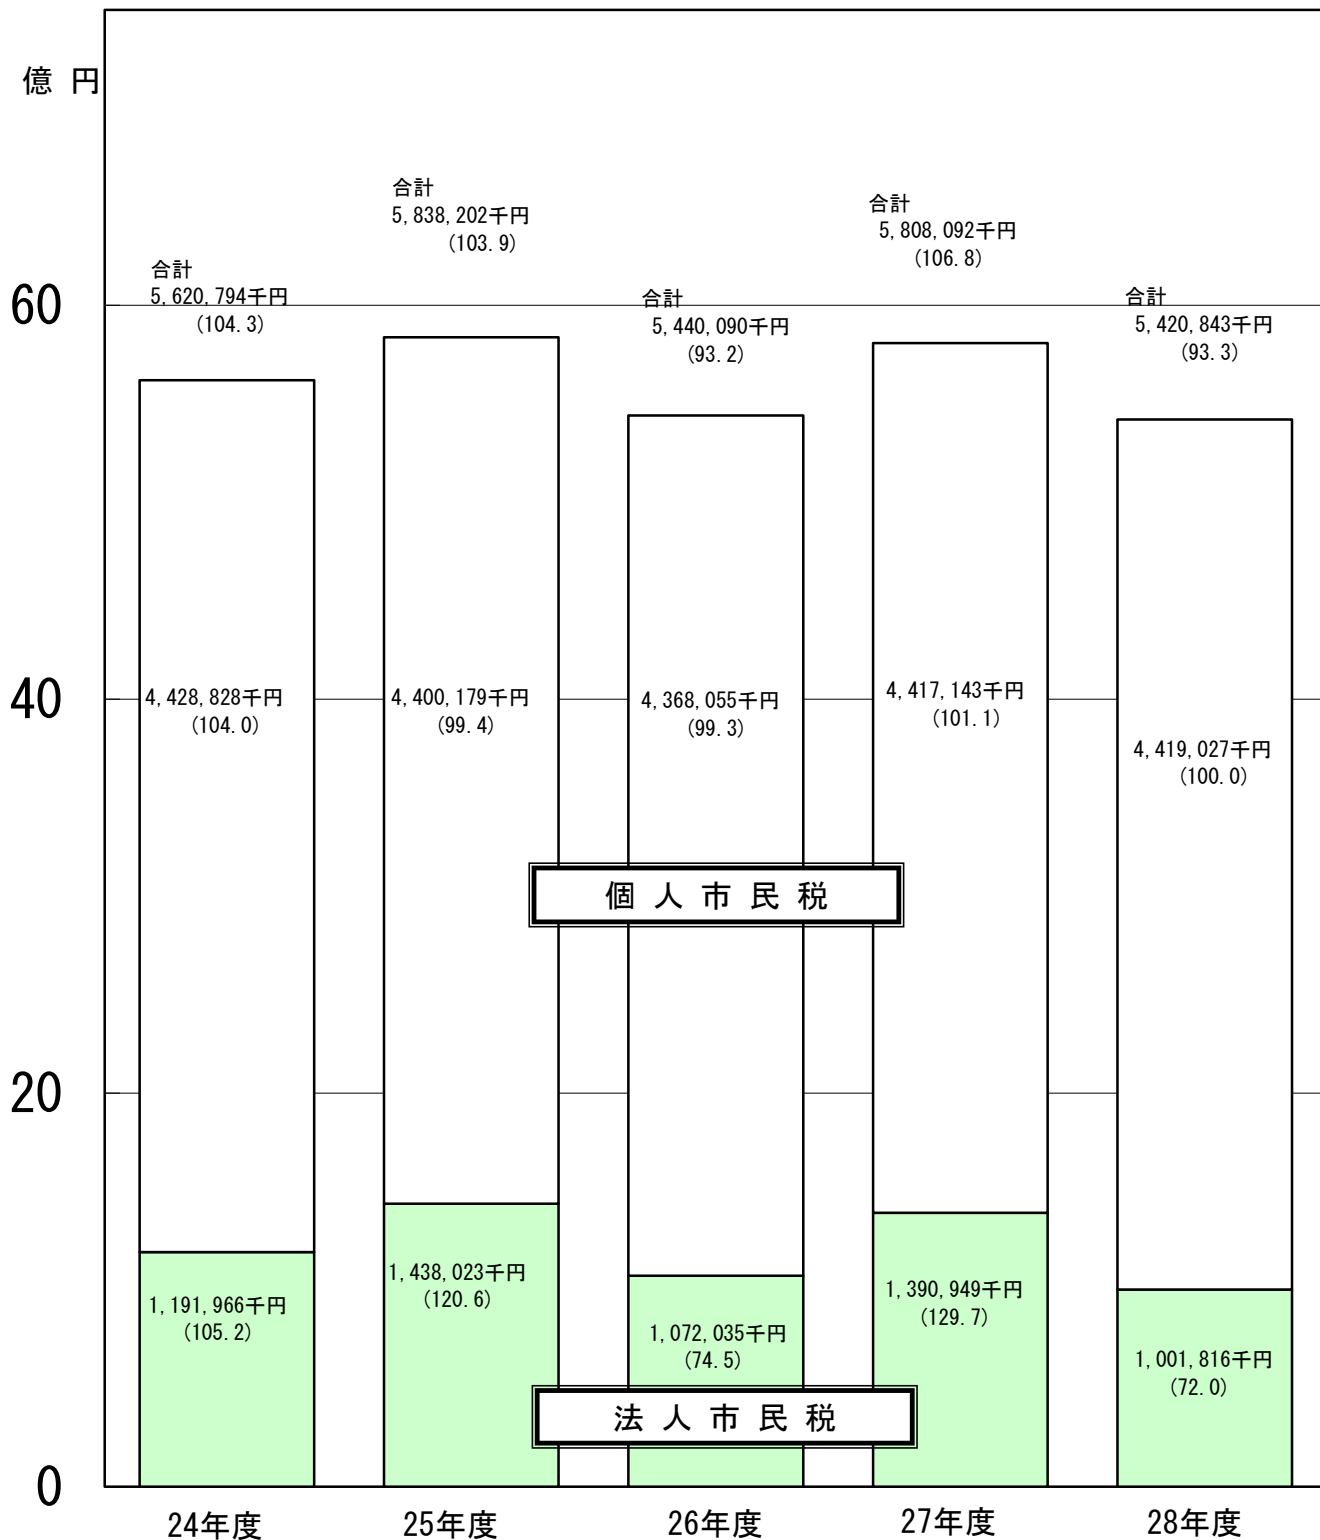 億 円
合計
5,838,202千円
(103.9)
合計
5,808,092千円
(106.8)
合計
5,620,794千円
(104.3)
合計
5,440,090千円
(93.2)
合計
5,420,843千円
(93.3)
60
40
4,428,828千円
(104.0)
4,400,179千円
(99.4)
4,368,055千円
(99.3)
4,417,143千円
(101.1)
4,419,027千円
(100.0)
個 人 市 民 税
20
1,191,966千円
(105.2)
1,438,023千円
(120.6)
1,072,035千円
(74.5)
1,390,949千円
(129.7)
1,001,816千円
(72.0)
法 人 市 民 税
0
24年度
25年度
26年度
27年度
28年度